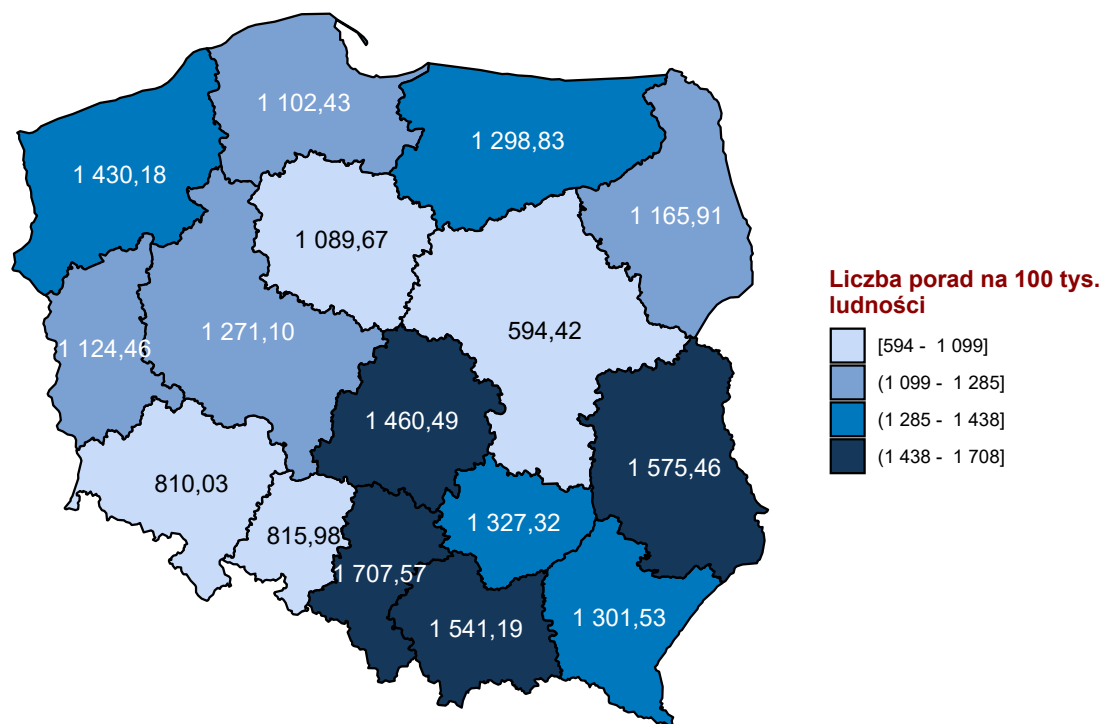 1 102,43
1 298,83
1 430,18
1 165,91
1 089,67
1 271,10
594,42
1 124,46
1 460,49
1 575,46
810,03
1 327,32
815,98
1 707,57
1 301,53
1 541,19
Liczba porad na 100 tys.
ludności
[594 - 1 099]
(1 099 - 1 285]
(1 285 - 1 438]
(1 438 - 1 708]